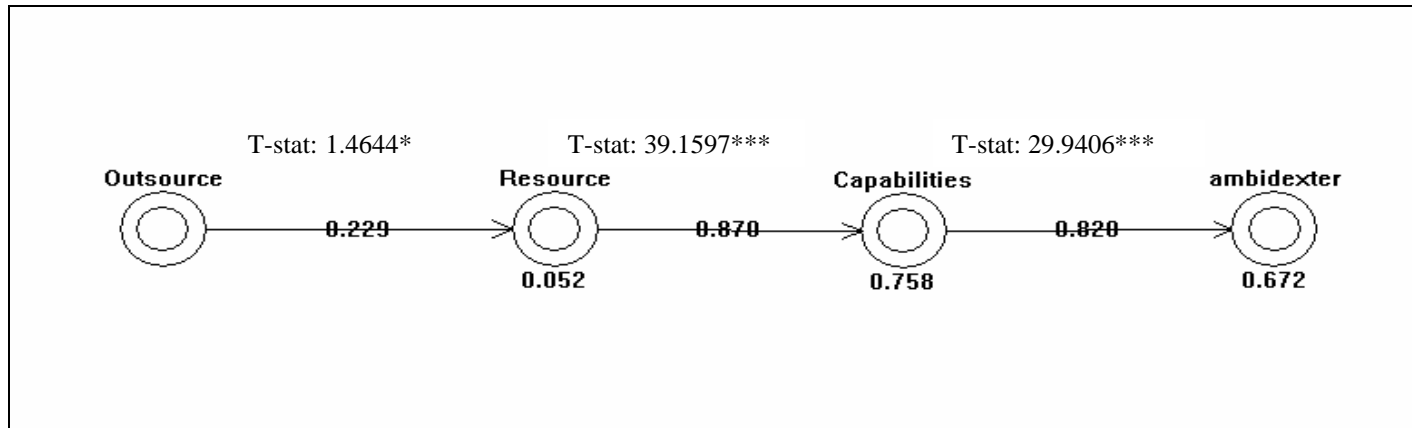 T-stat: 1.4644* T-stat: 39.1597*** T-stat: 29.9406***
Outsource Resource Capabilities ambidexter
0.229 0.870 0.820
0.052 0.758 0.672